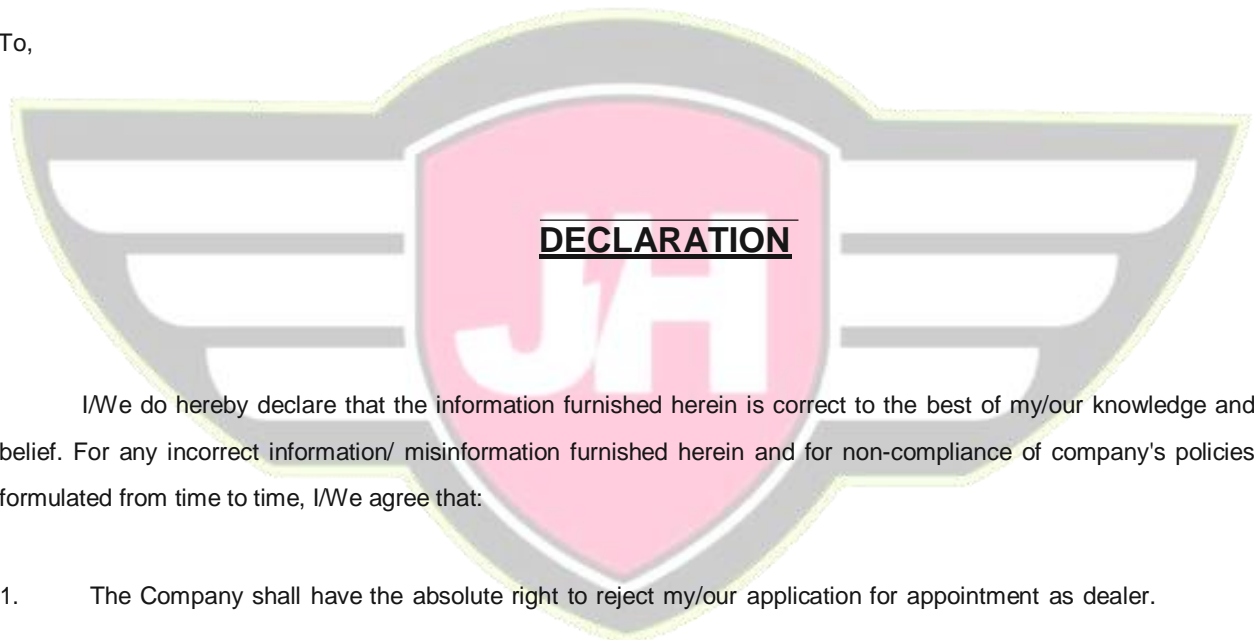 To,
DECLARATION
JH
I/We do hereby declare that the information furnished herein is correct to the best of my/our knowledge and
belief. For any incorrect information/ misinformation furnished herein and for non-compliance of company's policies
formulated from time to time, I/We agree that:
1. The Company shall have the absolute right to reject my/our application for appointment as dealer.